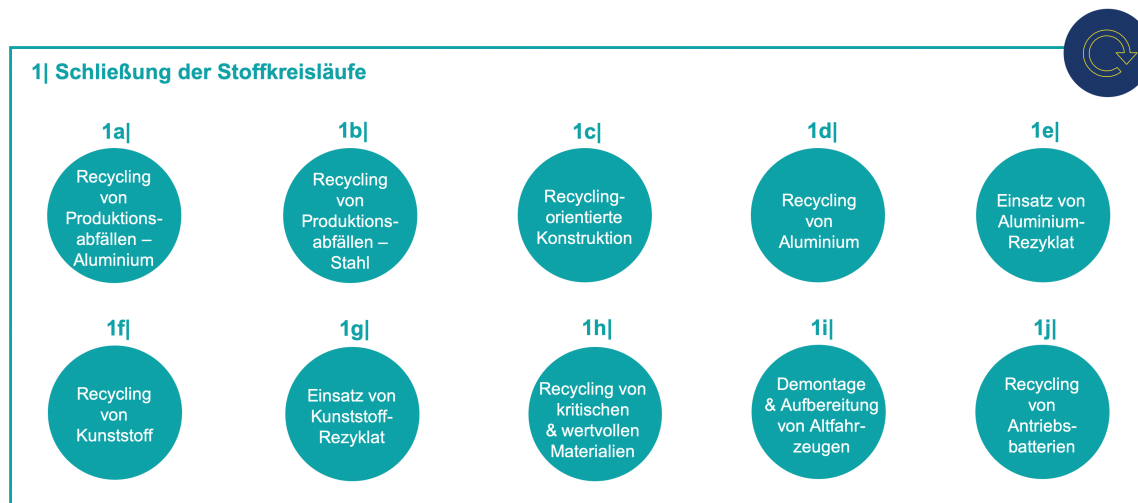 1| Schließung der Stoffkreisläufe
1a|
Recycling
von
Produktions-
abfällen –
Aluminium
1b|
Recycling
von
Produktions-
abfällen –
Stahl
1c|
Recycling-
orientierte
Konstruktion
1d|
Recycling
von
Aluminium
1e|
Einsatz von
Aluminium-
Rezyklat
1f|
Recycling
von
Kunststoff
1g|
Einsatz von
Kunststoff-
Rezyklat
1h|
Recycling von
kritischen
& wertvollen
Materialien
1i|
Demontage
& Aufbereitung
von Altfahr-
zeugen
1j|
Recycling
von
Antriebs-
batterien